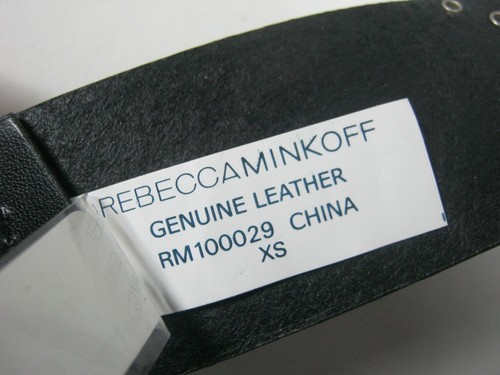 REBECCAMINKOFF
GENUINE LEATHER
RM100029 CHINA
XS